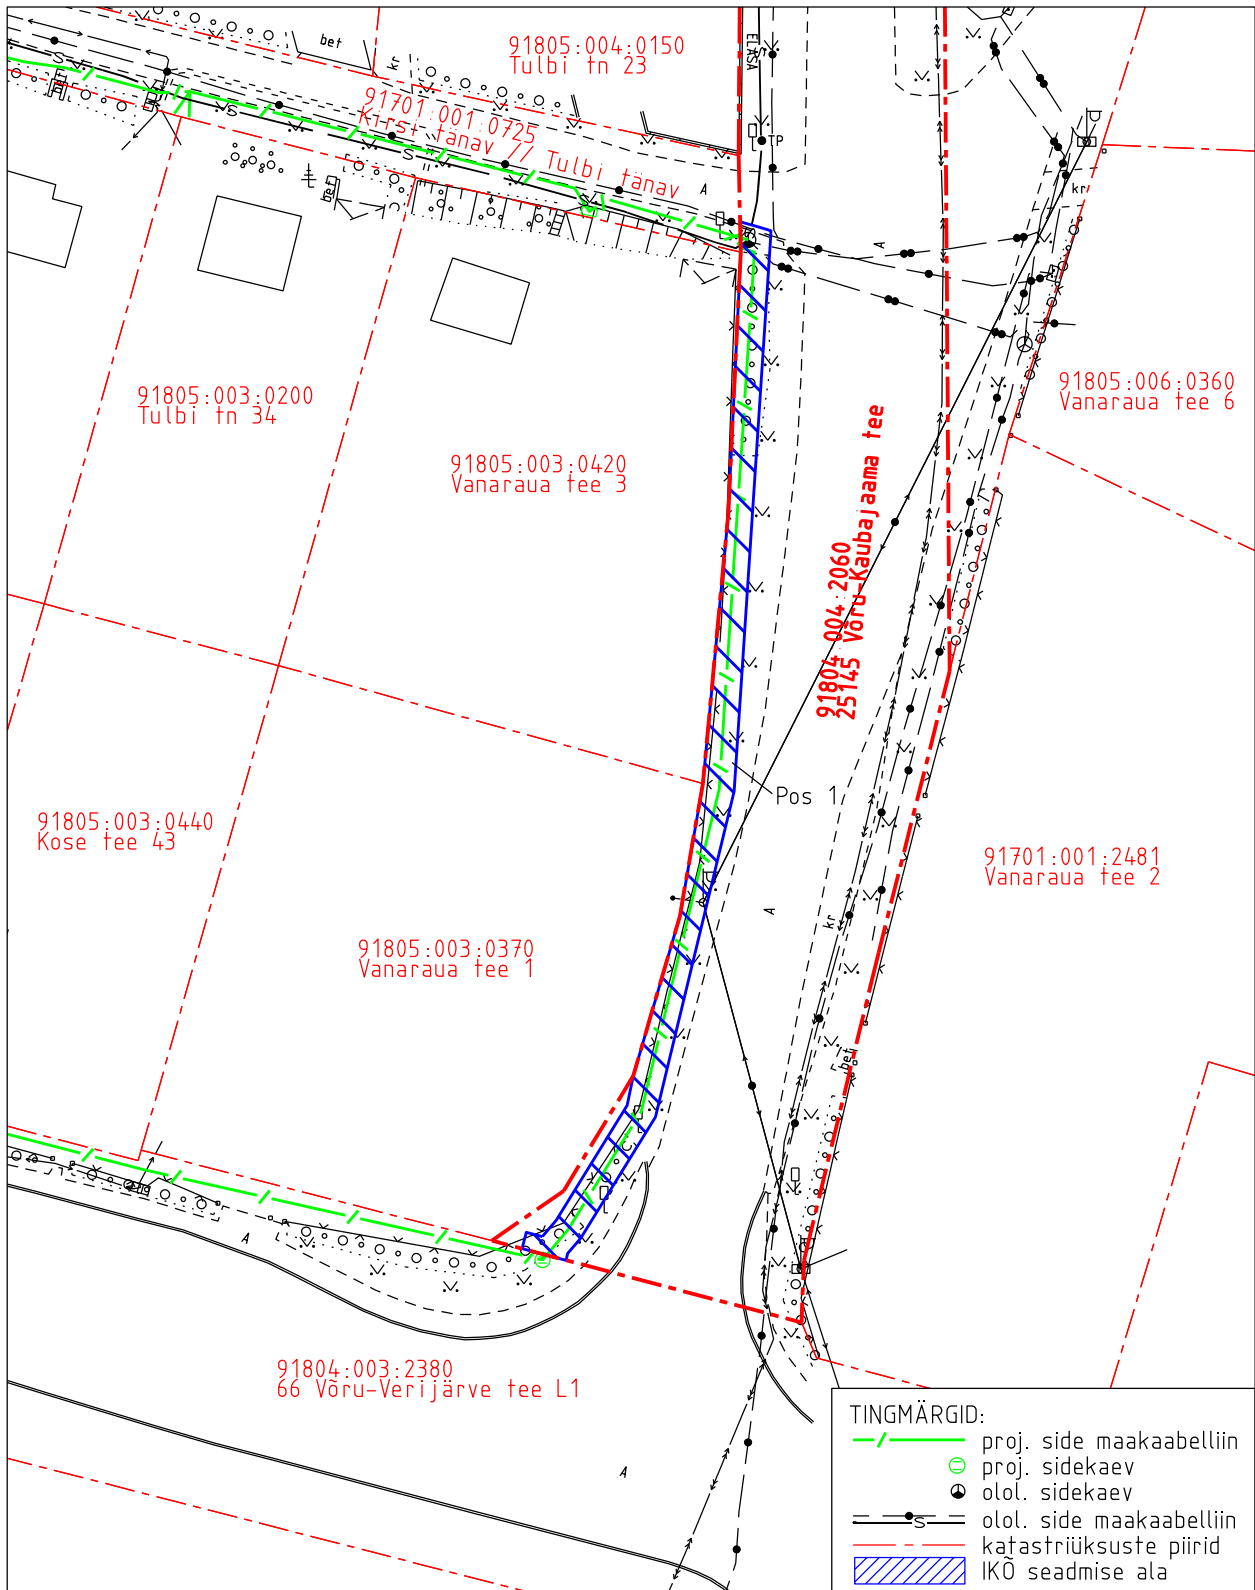 bet
kr
91805:004:0150
Tulbi tn 23
ELASA
91701:001:0725
Kirsi tänav // Tulbi tänav
S
S
S
TP
A
A
kr
bet
91805:003:0200
Tulbi tn 34
91805:003:0420
Vanaraua tee 3
91805:006:0360
Vanaraua tee 6
91804:004:2060
25145 Võru-Kaubajaama tee
Pos 1
91805:003:0440
Kose tee 43
91701:001:2481
Vanaraua tee 2
A
kr
91805:003:0370
Vanaraua tee 1
bet
A
91804:003:2380
66 Võru-Verijärve tee L1
A
TINGMÄRGID:
proj. side maakaabelliin
proj. sidekaev
olol. sidekaev
S
olol. side maakaabelliin
katastriüksuste piirid
IKÕ seadmise ala